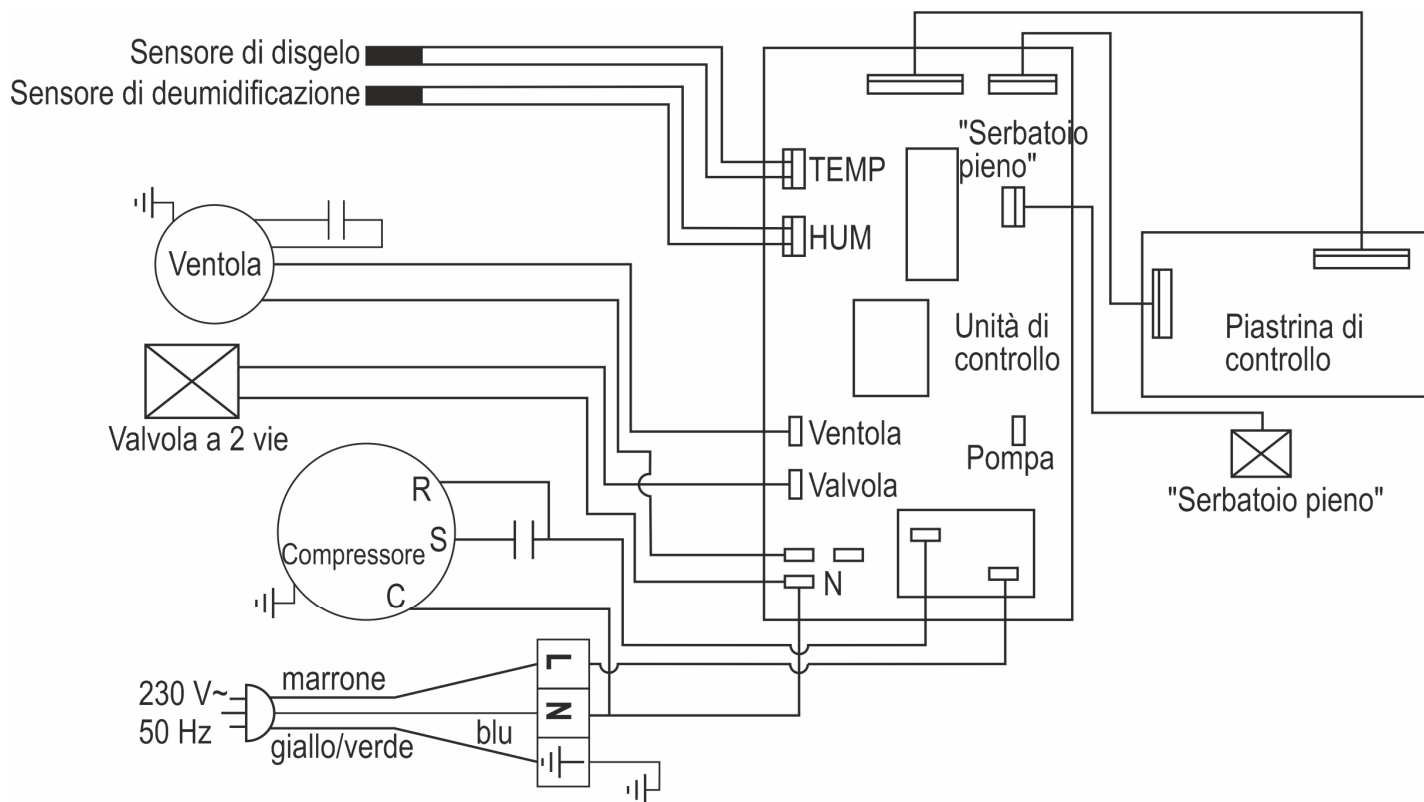 Sensore di disgelo
Sensore di deumidificazione
"Serbatoio
pieno"
TEMP
HUM
Ventola
Unità di
controllo
Piastrina di
controllo
Valvola a 2 vie
Ventola
Pompa
Valvola
"Serbatoio pieno"
R
S
Compressore
C
N
L
marrone
230 V~
N
50 Hz
blu
giallo/verde